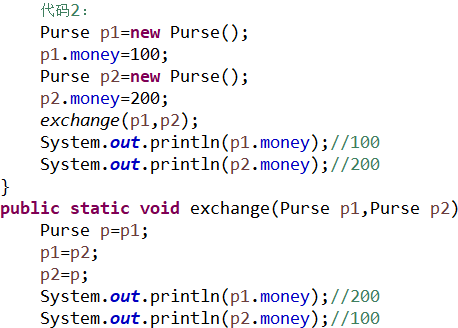 代码2：
Purse p1=new Purse();
p1.money=100;
Purse p2=new Purse();
p2.money=200;
exchange(p1,p2);
System.out.println(p1.money);//100
System.out.println(p2.money);//200
}
public static void exchange(Purse p1,Purse p2)
Purse p=p1;
p1=p2;
p2=p;
System.out.println(p1.money);//200
System.out.println(p2.money);//100